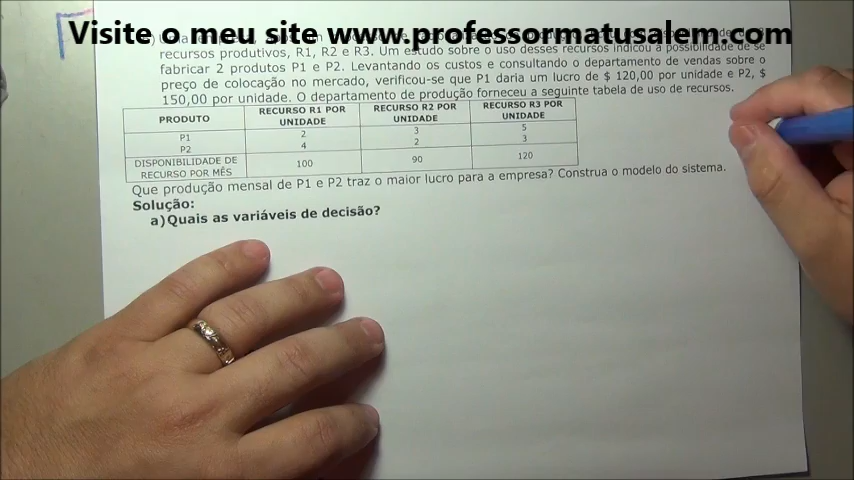 Visite o meu site www.professormatusalem.com
recursos produtivos, R1, R2 e R3. Um estudo sobre o uso desses recursos indicou a possibilidade de se
fabricar 2 produtos P1 e P2. Levantando os custos e consultando o departamento de vendas sobre o
preço de colocação no mercado, verificou-se que P1 daria um lucro de $ 120,00 por unidade e P2, $
150,00 por unidade. O departamento de produção forneceu a seguinte tabela de uso de recursos.
PRODUTO RECURSO R1 POR UNIDADE RECURSO R2 POR UNIDADE RECURSO R3 POR UNIDADE
P1 2 3 5
P2 4 2 3
DISPONIBILIDADE DE RECURSO POR MÊS 100 90 120
Que produção mensal de P1 e P2 traz o maior lucro para a empresa? Construa o modelo do sistema.
Solução:
a) Quais as variáveis de decisão?